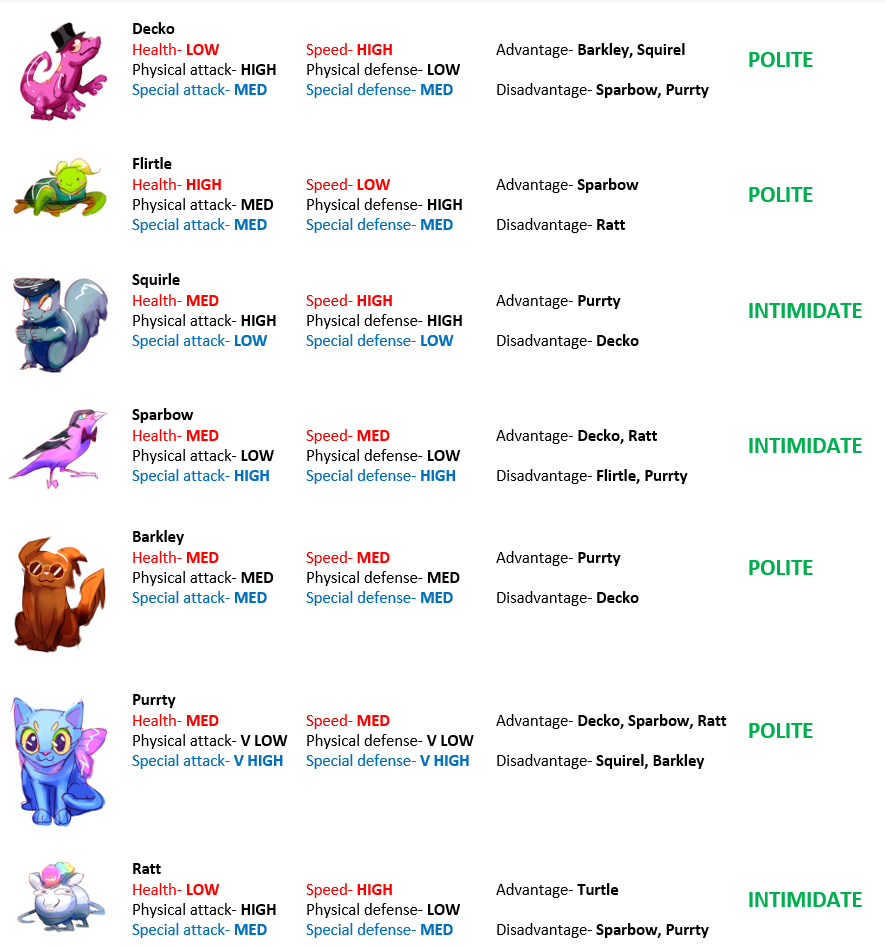 Decko
Health- LOW Speed- HIGH Advantage- Barkley, Squirel
POLITE
Physical attack- HIGH Physical defense- LOW
Special attack- MED Special defense- MED Disadvantage- Sparbow, Purrty
Flirtle
Health- HIGH Speed- LOW Advantage- Sparbow
POLITE
Physical attack- MED Physical defense- HIGH
Special attack- MED Special defense- MED Disadvantage- Ratt
Squirle
Health- MED Speed- HIGH Advantage- Purrty
INTIMIDATE
Physical attack- HIGH Physical defense- HIGH
Special attack- LOW Special defense- LOW Disadvantage- Decko
Sparbow
Health- MED Speed- MED Advantage- Decko, Ratt
INTIMIDATE
Physical attack- LOW Physical defense- LOW
Special attack- HIGH Special defense- HIGH Disadvantage- Flirtle, Purrty
Barkley
Health- MED Speed- MED Advantage- Purrty
POLITE
Physical attack- MED Physical defense- MED
Special attack- MED Special defense- MED Disadvantage- Decko
Purrty
Health- MED Speed- MED Advantage- Decko, Sparbow, Ratt
POLITE
Physical attack- V LOW Physical defense- V LOW
Special attack- V HIGH Special defense- V HIGH Disadvantage- Squirel, Barkley
Ratt
Health- LOW Speed- HIGH Advantage- Turtle
INTIMIDATE
Physical attack- HIGH Physical defense- LOW
Special attack- MED Special defense- MED Disadvantage- Sparbow, Purrty